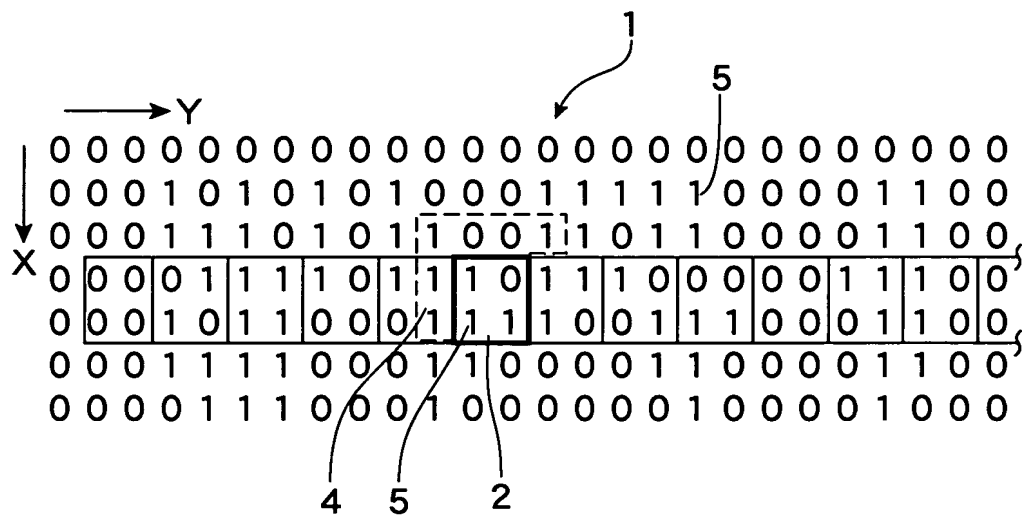 1
5
Y
0 0 0 0 0 0 0 0 0 0 0 0 0 0 0 0 0 0 0 0 0 0 0 0 0 0
0 0 0 1 0 1 0 1 0 1 0 0 0 1 1 1 1 1 0 0 0 0 1 1 0 0
0 0 0 1 1 1 0 1 0 1 1 0 0 1 1 0 1 1 0 0 0 0 1 1 0 0
X
0 0 0 0 1 1 1 1 0 1 1 1 0 1 1 1 0 0 0 0 0 1 1 1 0 0
0 0 0 1 0 1 1 0 0 0 1 1 1 1 0 0 1 1 1 0 0 0 1 1 0 0
0 0 0 1 1 1 1 0 0 0 1 1 0 0 0 0 1 1 0 0 0 0 1 1 0 0
0 0 0 0 1 1 1 0 0 0 1 0 0 0 0 0 0 1 0 0 0 0 1 0 0 0
4 5 2